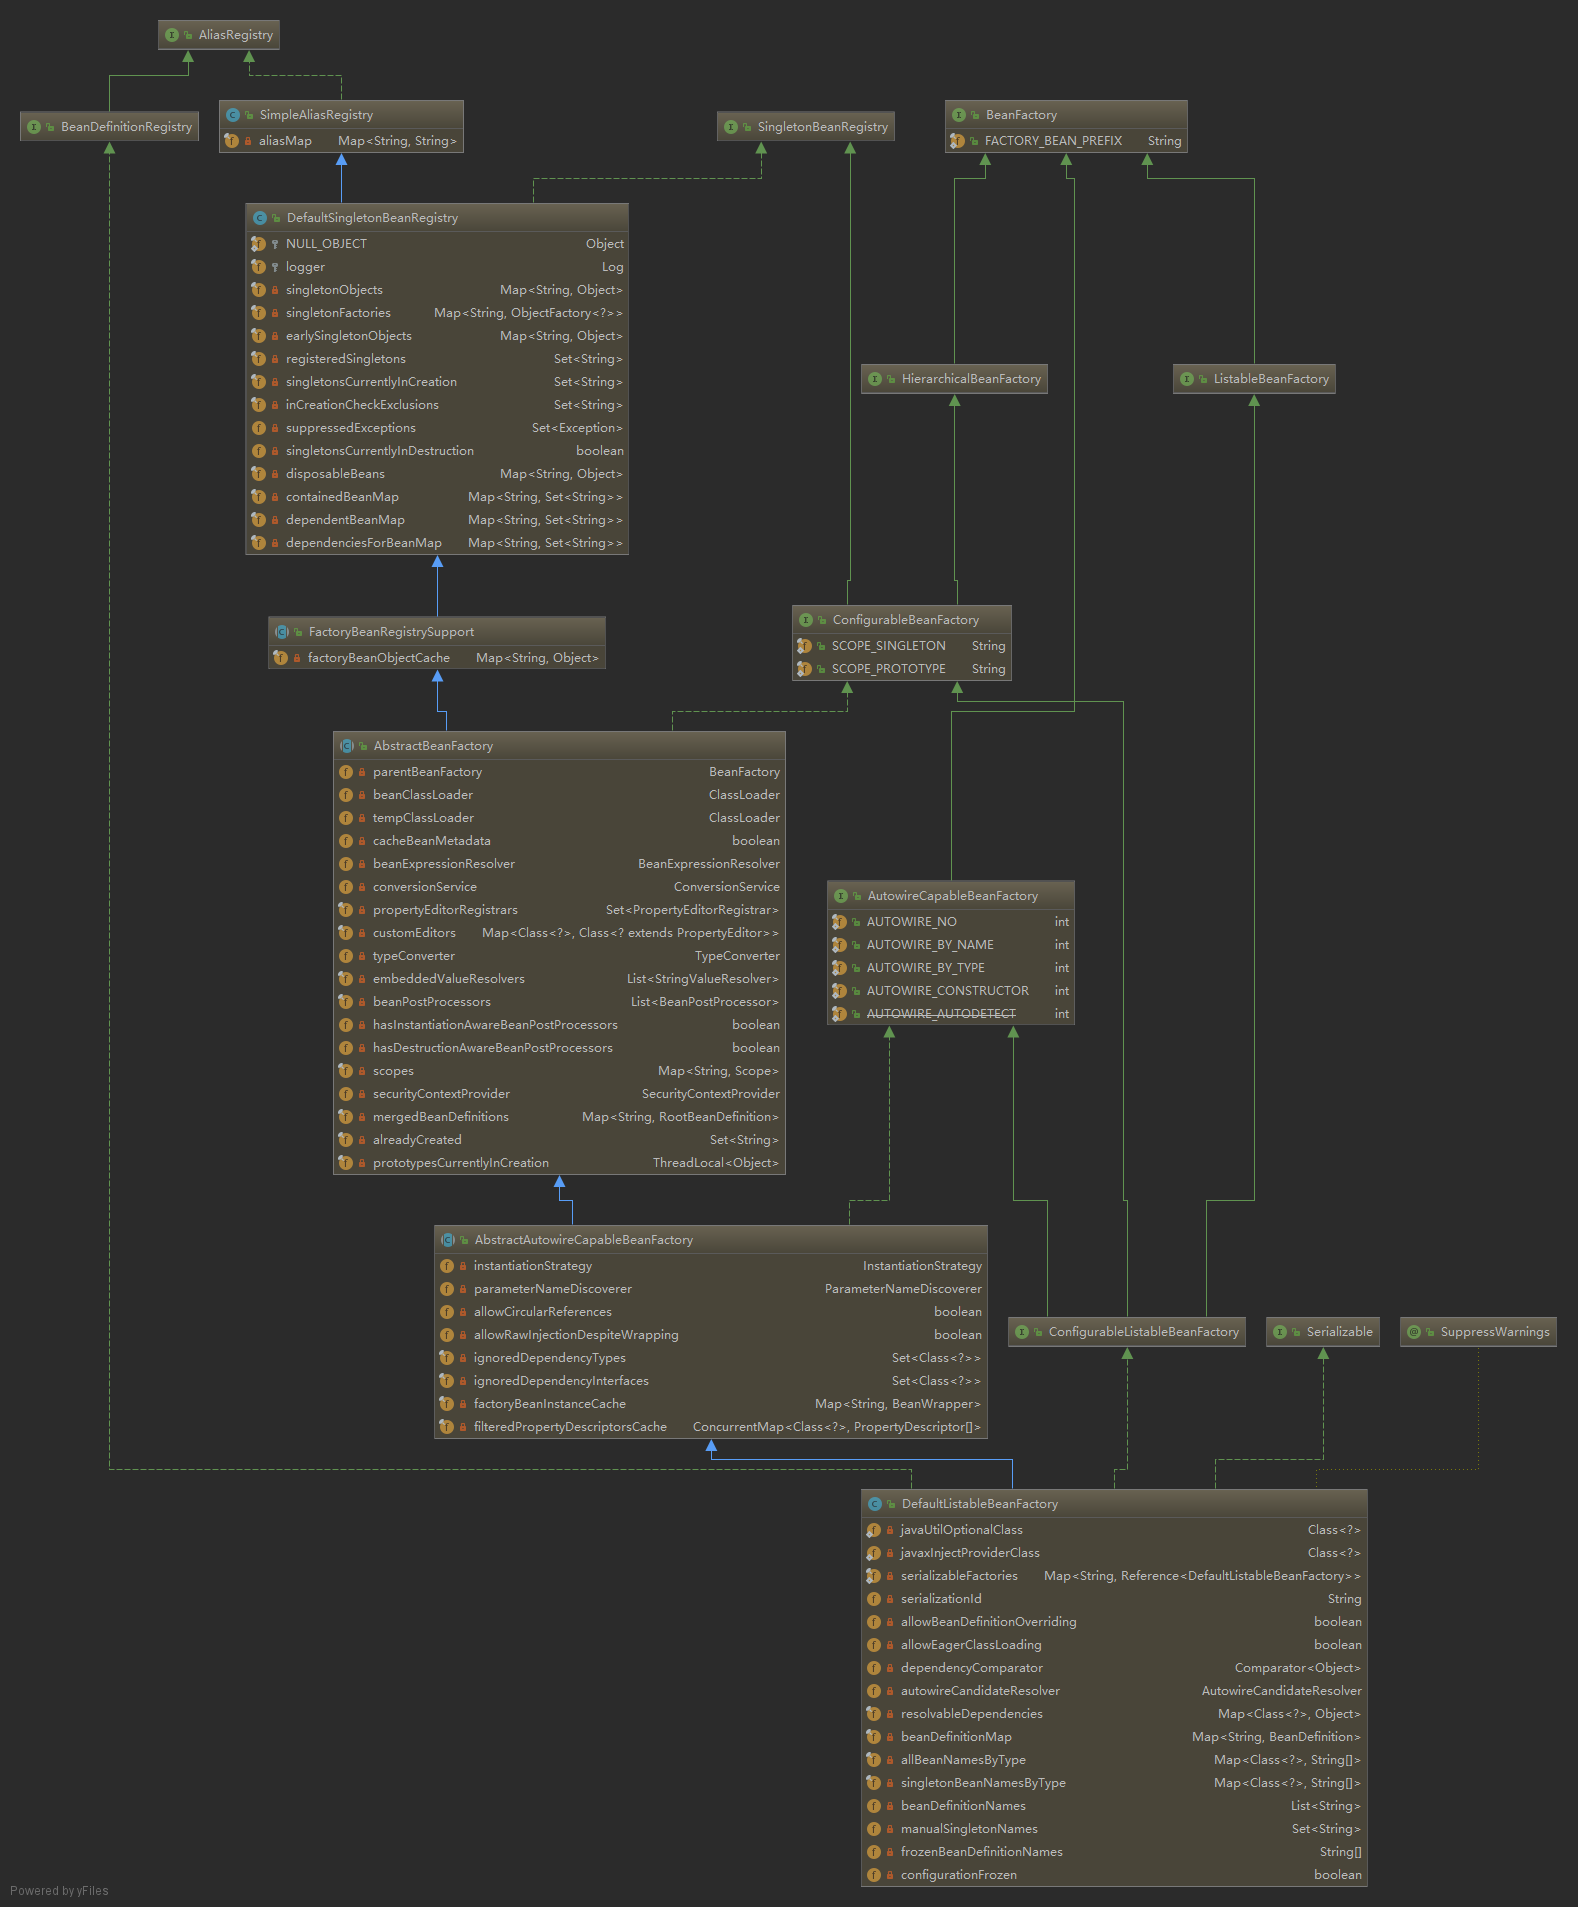 AliasRegistry
BeanDefinitionRegistry
SimpleAliasRegistry
aliasMap Map<String, String>
SingletonBeanRegistry
BeanFactory
FACTORY_BEAN_PREFIX String
DefaultSingletonBeanRegistry
NULL_OBJECT Object
logger Log
singletonObjects Map<String, Object>
singletonFactories Map<String, ObjectFactory<?>>
earlySingletonObjects Map<String, Object>
registeredSingletons Set<String>
singletonsCurrentlyInCreation Set<String>
inCreationCheckExclusions Set<String>
suppressedExceptions Set<Exception>
singletonsCurrentlyInDestruction boolean
disposableBeans Map<String, Object>
containedBeanMap Map<String, Set<String>>
dependentBeanMap Map<String, Set<String>>
dependenciesForBeanMap Map<String, Set<String>>
HierarchicalBeanFactory
ListableBeanFactory
FactoryBeanRegistrySupport
factoryBeanObjectCache Map<String, Object>
ConfigurableBeanFactory
SCOPE_SINGLETON String
SCOPE_PROTOTYPE String
AbstractBeanFactory
parentBeanFactory BeanFactory
beanClassLoader ClassLoader
tempClassLoader ClassLoader
cacheBeanMetadata boolean
beanExpressionResolver BeanExpressionResolver
conversionService ConversionService
propertyEditorRegistrars Set<PropertyEditorRegistrar>
customEditors Map<Class<?>, Class<? extends PropertyEditor>>
typeConverter TypeConverter
embeddedValueResolvers List<StringValueResolver>
beanPostProcessors List<BeanPostProcessor>
hasInstantiationAwareBeanPostProcessors boolean
hasDestructionAwareBeanPostProcessors boolean
scopes Map<String, Scope>
securityContextProvider SecurityContextProvider
mergedBeanDefinitions Map<String, RootBeanDefinition>
alreadyCreated Set<String>
prototypesCurrentlyInCreation ThreadLocal<Object>
AutowireCapableBeanFactory
AUTOWIRE_NO int
AUTOWIRE_BY_NAME int
AUTOWIRE_BY_TYPE int
AUTOWIRE_CONSTRUCTOR int
AUTOWIRE_AUTODETECT int
AbstractAutowireCapableBeanFactory
instantiationStrategy InstantiationStrategy
parameterNameDiscoverer ParameterNameDiscoverer
allowCircularReferences boolean
allowRawInjectionDespiteWrapping boolean
ignoredDependencyTypes Set<Class<?>>
ignoredDependencyInterfaces Set<Class<?>>
factoryBeanInstanceCache Map<String, BeanWrapper>
filteredPropertyDescriptorsCache ConcurrentMap<Class<?>, PropertyDescriptor[]>
ConfigurableListableBeanFactory
Serializable
SuppressWarnings
DefaultListableBeanFactory
javaUtilOptionalClass Class<?>
javaxInjectProviderClass Class<?>
serializableFactories Map<String, Reference<DefaultListableBeanFactory>>
serializationId String
allowBeanDefinitionOverriding boolean
allowEagerClassLoading boolean
dependencyComparator Comparator<Object>
autowireCandidateResolver AutowireCandidateResolver
resolvableDependencies Map<Class<?>, Object>
beanDefinitionMap Map<String, BeanDefinition>
allBeanNamesByType Map<Class<?>, String[]>
singletonBeanNamesByType Map<Class<?>, String[]>
beanDefinitionNames List<String>
manualSingletonNames Set<String>
frozenBeanDefinitionNames String[]
configurationFrozen boolean
Powered by yFiles